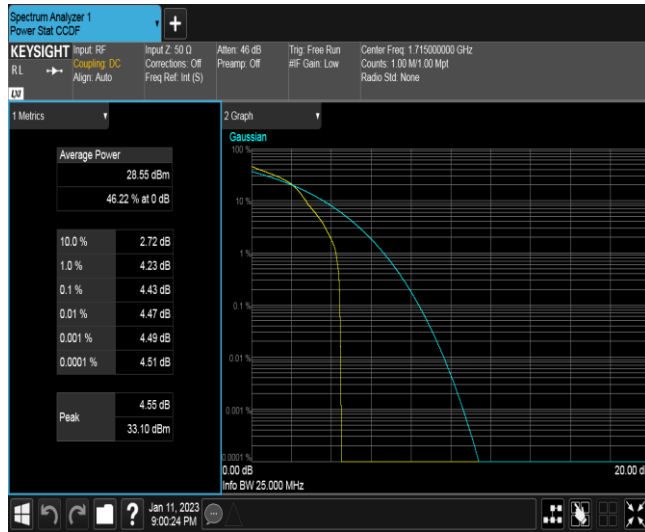 Spectrum Analyzer 1
Power Stat CCDF
+
KEYSIGHT
RL
LXI
Input: RF
Coupling: DC
Align: Auto
Input Z: 50 Ω
Corrections: Off
Freq Ref: Int (S)
Atten: 46 dB
Preamp: Off
Trig: Free Run
#IF Gain: Low
Center Freq: 1.715000000 GHz
Counts: 1.00 M/1.00 Mpt
Radio Std: None
1 Metrics
Average Power
28.55 dBm
46.22 % at 0 dB
10.0 % 2.72 dB
1.0 % 4.23 dB
0.1 % 4.43 dB
0.01 % 4.47 dB
0.001 % 4.49 dB
0.0001 % 4.51 dB
Peak
4.55 dB
33.10 dBm
2 Graph
Gaussian
100 %
10 %
1 %
0.1 %
0.01 %
0.001 %
0.0001 %
0.00 dB
20.00 d
Info BW 25.000 MHz
?
Jan 11, 2023
9:00:24 PM